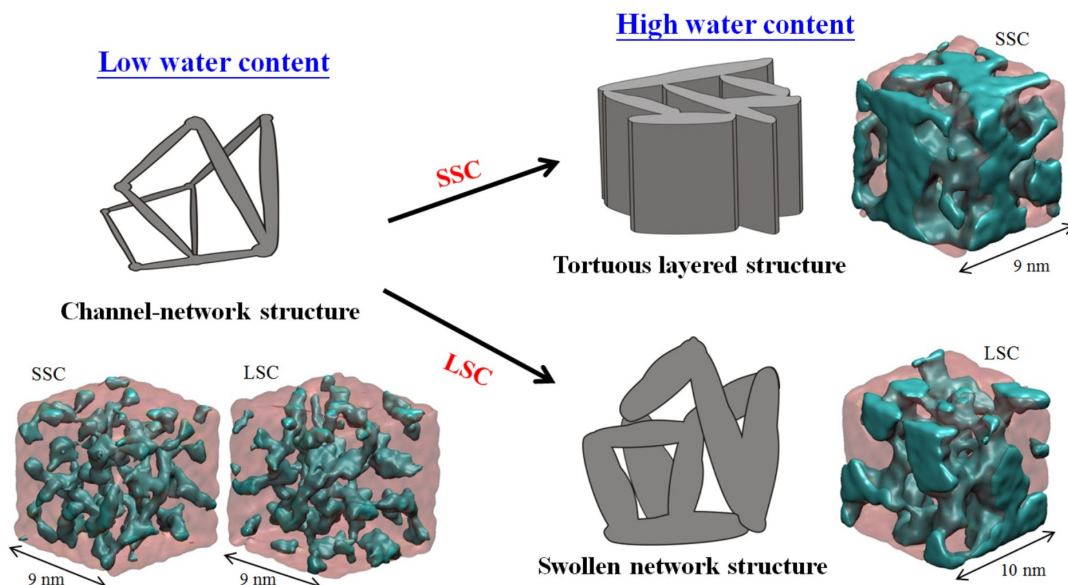 Low water content
High water content
SSC
SSC
9 nm
Tortuous layered structure
Channel-network structure
LSC
SSC
LSC
LSC
9 nm
9 nm
10 nm
Swollen network structure